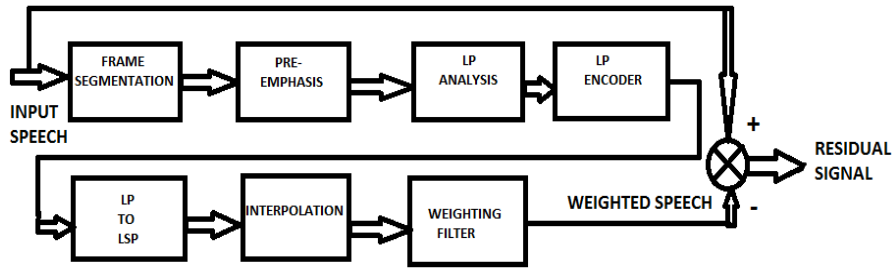 FRAME
SEGMENTATION
PRE-
EMPHASIS
LP
ANALYSIS
LP
ENCODER
INPUT
SPEECH
+
RESIDUAL
SIGNAL
LP
TO
LSP
INTERPOLATION
WEIGHTING
FILTER
WEIGHTED SPEECH
-